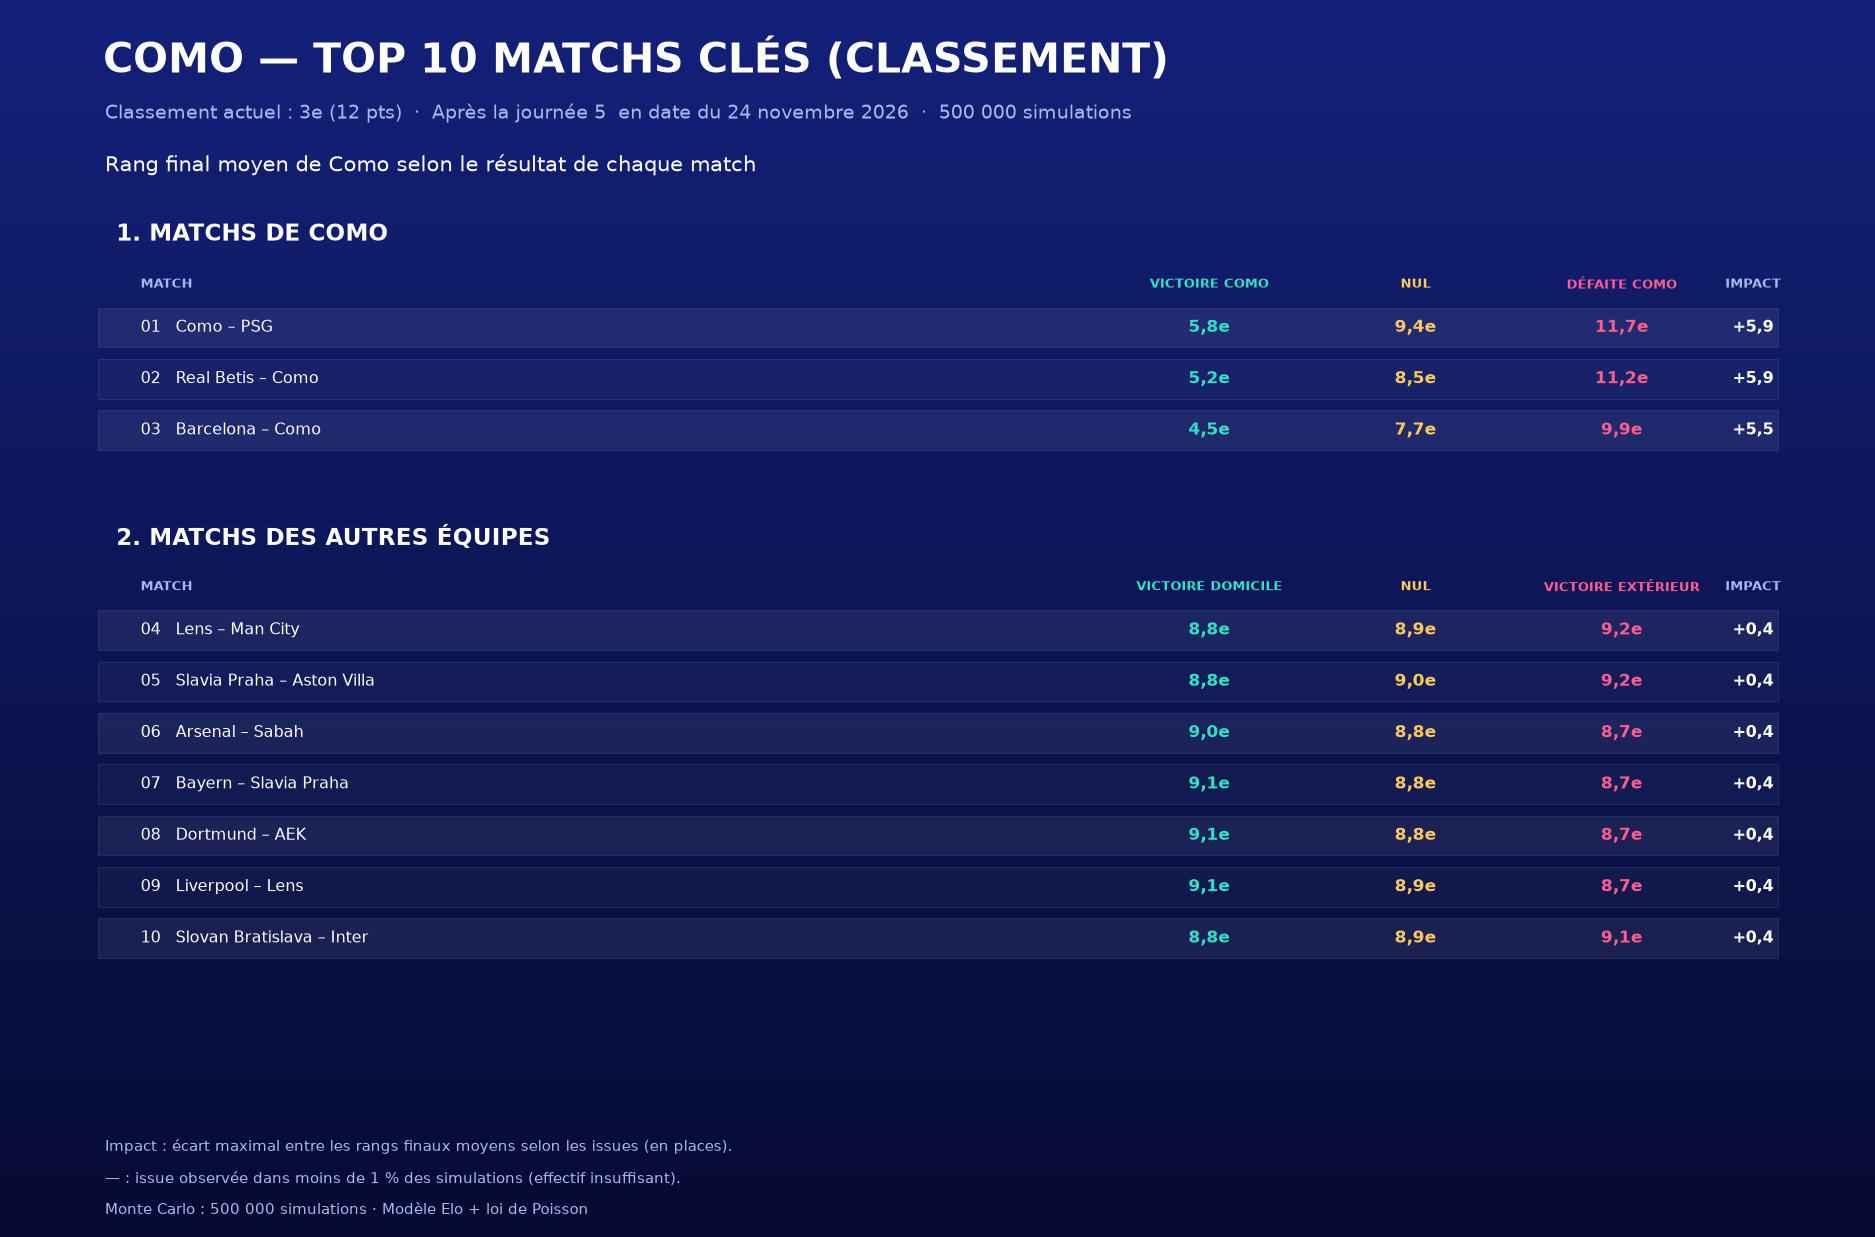 COMO — TOP 10 MATCHS CLÉS (CLASSEMENT)
Classement actuel : 3e (12 pts) · Après la journée 5 en date du 24 novembre 2026 · 500 000 simulations
Rang final moyen de Como selon le résultat de chaque match
1. MATCHS DE COMO
MATCH VICTOIRE COMO NUL DÉFAITE COMO IMPACT
01 Como – PSG 5,8e 9,4e 11,7e +5,9
02 Real Betis – Como 5,2e 8,5e 11,2e +5,9
03 Barcelona – Como 4,5e 7,7e 9,9e +5,5
2. MATCHS DES AUTRES ÉQUIPES
MATCH VICTOIRE DOMICILE NUL VICTOIRE EXTÉRIEUR IMPACT
04 Lens – Man City 8,8e 8,9e 9,2e +0,4
05 Slavia Praha – Aston Villa 8,8e 9,0e 9,2e +0,4
06 Arsenal – Sabah 9,0e 8,8e 8,7e +0,4
07 Bayern – Slavia Praha 9,1e 8,8e 8,7e +0,4
08 Dortmund – AEK 9,1e 8,8e 8,7e +0,4
09 Liverpool – Lens 9,1e 8,9e 8,7e +0,4
10 Slovan Bratislava – Inter 8,8e 8,9e 9,1e +0,4
Impact : écart maximal entre les rangs finaux moyens selon les issues (en places).
— : issue observée dans moins de 1 % des simulations (effectif insuffisant).
Monte Carlo : 500 000 simulations · Modèle Elo + loi de Poisson